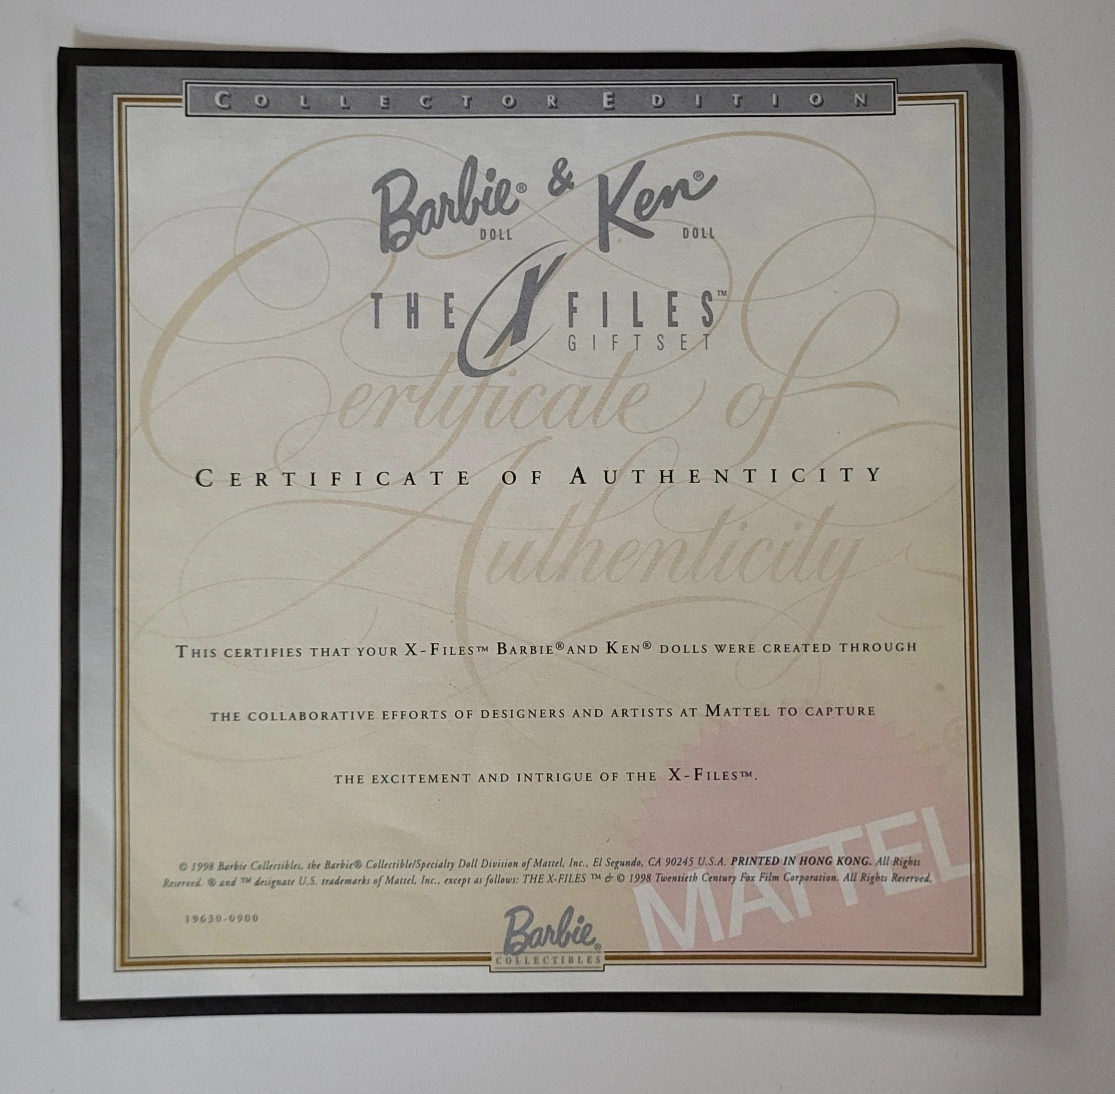 COLLECTOR EDITION
Barbie® & Ken®
DOLL DOLL
THE X FILES™
GIFTSET
Certificate of
CERTIFICATE OF AUTHENTICITY
Authenticity
THIS CERTIFIES THAT YOUR X-FILES™ BARBIE® AND KEN® DOLLS WERE CREATED THROUGH
THE COLLABORATIVE EFFORTS OF DESIGNERS AND ARTISTS AT MATTEL TO CAPTURE
THE EXCITEMENT AND INTRIGUE OF THE X-FILES™.
© 1998 Barbie Collectibles, the Barbie® Collectible/Specialty Doll Division of Mattel, Inc., El Segundo, CA 90245 U.S.A. PRINTED IN HONG KONG. All Rights
Reserved. ® and ™ designate U.S. trademarks of Mattel, Inc., except as follows: THE X-FILES ™ & © 1998 Twentieth Century Fox Film Corporation. All Rights Reserved.
MATTEL
19630-0900
Barbie®
COLLECTIBLES